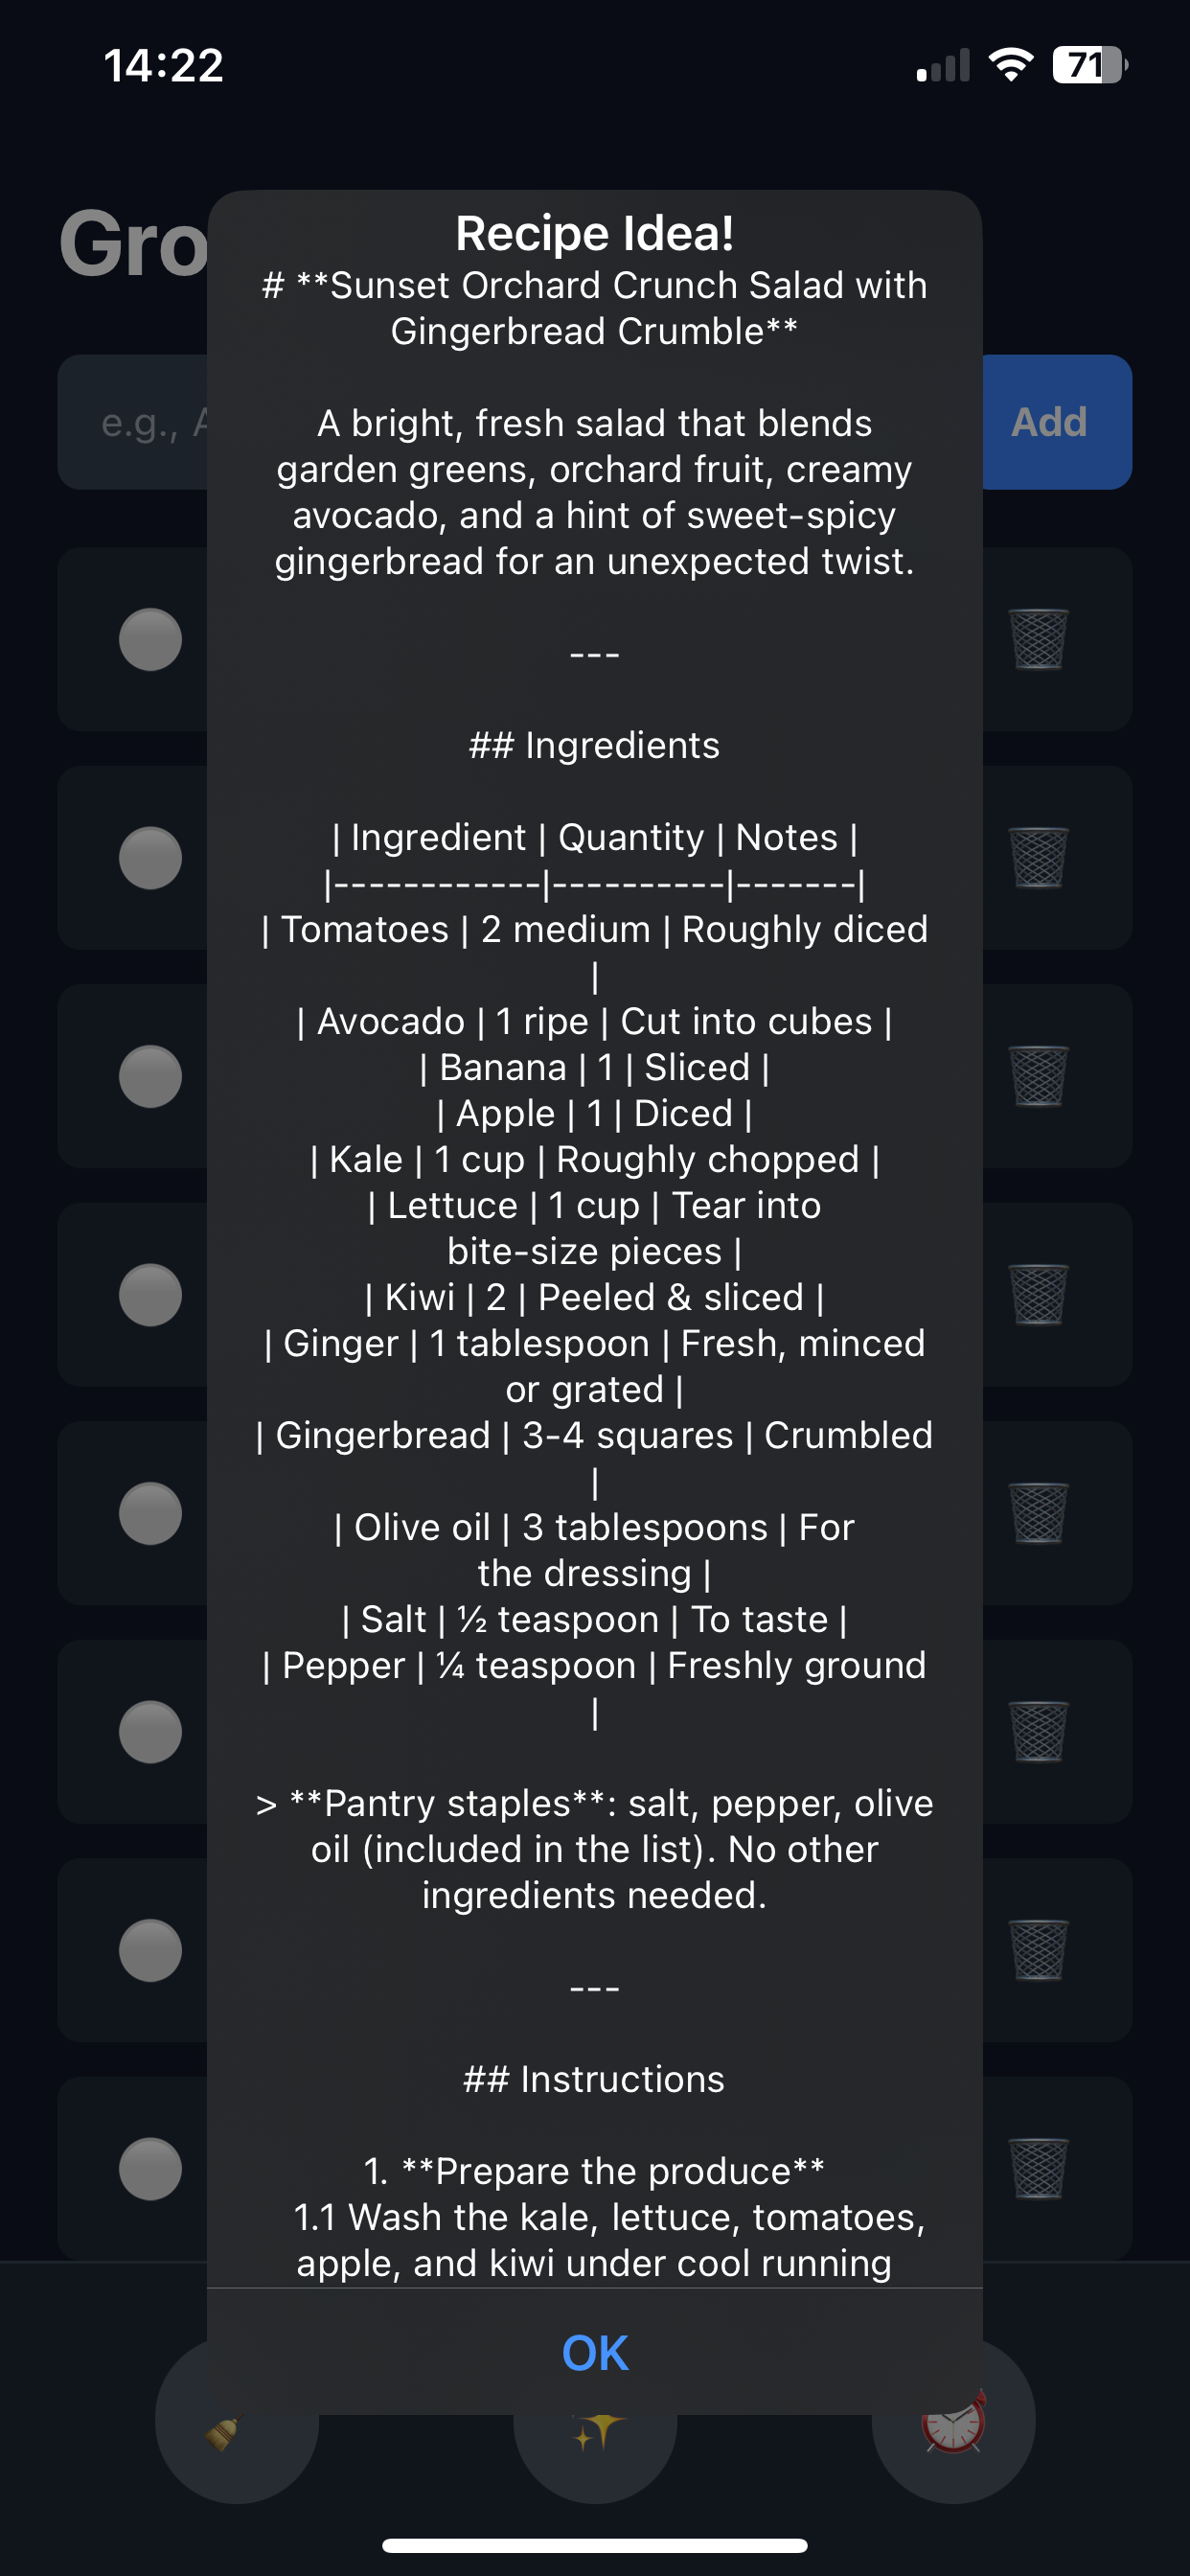 14:22
71
Gro
Recipe Idea!
# **Sunset Orchard Crunch Salad with
Gingerbread Crumble**
e.g., A
Add
A bright, fresh salad that blends
garden greens, orchard fruit, creamy
avocado, and a hint of sweet-spicy
gingerbread for an unexpected twist.
---
## Ingredients
| Ingredient | Quantity | Notes |
|------------|----------|-------|
| Tomatoes | 2 medium | Roughly diced
|
| Avocado | 1 ripe | Cut into cubes |
| Banana | 1 | Sliced |
| Apple | 1 | Diced |
| Kale | 1 cup | Roughly chopped |
| Lettuce | 1 cup | Tear into
bite-size pieces |
| Kiwi | 2 | Peeled & sliced |
| Ginger | 1 tablespoon | Fresh, minced
or grated |
| Gingerbread | 3-4 squares | Crumbled
|
| Olive oil | 3 tablespoons | For
the dressing |
| Salt | ½ teaspoon | To taste |
| Pepper | ¼ teaspoon | Freshly ground
|
> **Pantry staples**: salt, pepper, olive
oil (included in the list). No other
ingredients needed.
---
## Instructions
1. **Prepare the produce**
1.1 Wash the kale, lettuce, tomatoes,
apple, and kiwi under cool running
OK